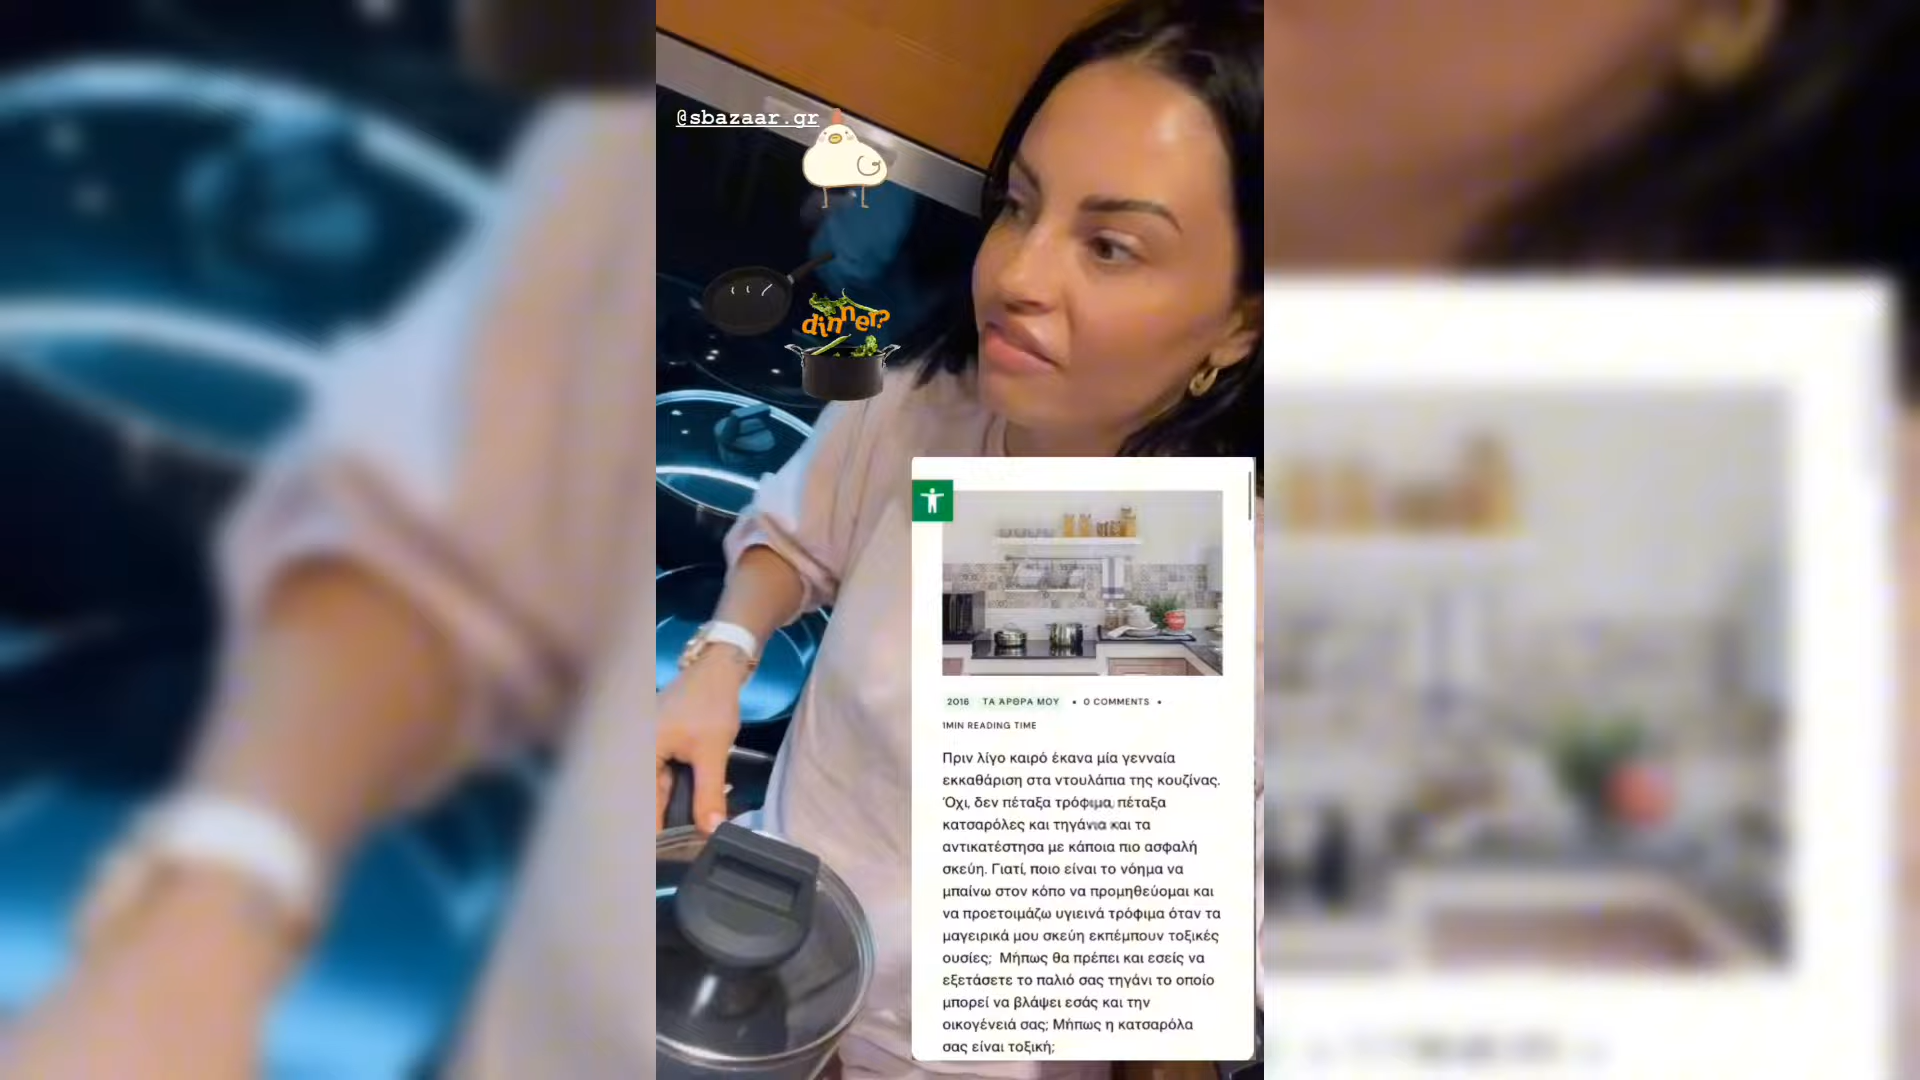 @sbazaar.gr
dinner?
2016 ΤΑ ΆΡΘΡΑ ΜΟΥ • 0 COMMENTS •
1MIN READING TIME
Πριν λίγο καιρό έκανα μία γενναία
εκκαθάριση στα ντουλάπια της κουζίνας.
Όχι, δεν πέταξα τρόφιμα, πέταξα
κατσαρόλες και τηγάνια και τα
αντικατέστησα με κάποια πιο ασφαλή
σκεύη. Γιατί, ποιο είναι το νόημα να
μπαίνω στον κόπο να προμηθεύομαι και
να προετοιμάζω υγιεινά τρόφιμα όταν τα
μαγειρικά μου σκεύη εκπέμπουν τοξικές
ουσίες; Μήπως θα πρέπει και εσείς να
εξετάσετε το παλιό σας τηγάνι το οποίο
μπορεί να βλάψει εσάς και την
οικογένειά σας; Μήπως η κατσαρόλα
σας είναι τοξική;